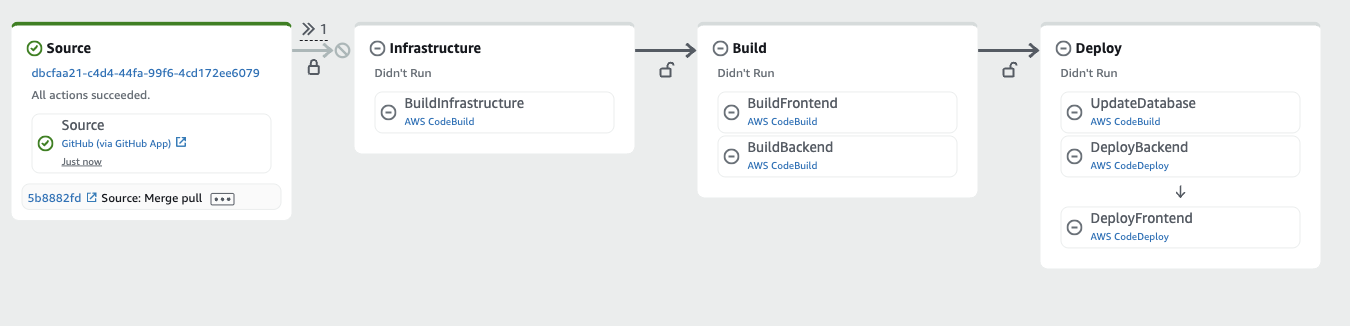 Source
dbcfaa21-c4d4-44fa-99f6-4cd172ee6079
All actions succeeded.
Source
GitHub (via GitHub App)
Just now
5b8882fd Source: Merge pull
1
Infrastructure
Didn't Run
BuildInfrastructure
AWS CodeBuild
Build
Didn't Run
BuildFrontend
AWS CodeBuild
BuildBackend
AWS CodeBuild
Deploy
Didn't Run
UpdateDatabase
AWS CodeBuild
DeployBackend
AWS CodeDeploy
DeployFrontend
AWS CodeDeploy